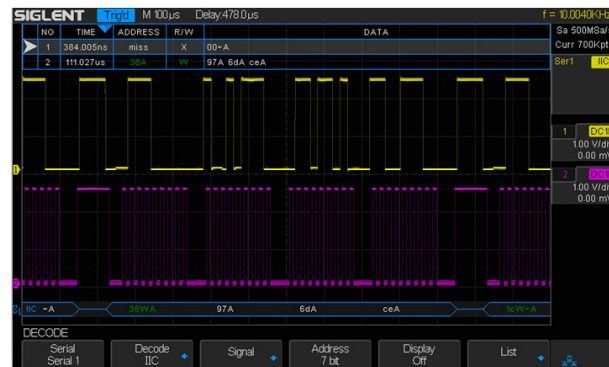 SIGLENT Trig'd M 100µs Delay:478.0µs f = 10.0040KHz
NO TIME ADDRESS R/W DATA
1 384.005ns miss X 00~A
2 111.027us 38A W 97A 6dA ceA
Sa 500MSa/
Curr 700Kpt
Ser1 IIC
1 DC1
1.00 V/di
0.00 mV
2 DC1
1.00 V/di
0.00 mV
S1 IIC ~A 38WA 97A 6dA ceA 1cW~A
DECODE
Serial Decode Signal Address Display List
Serial 1 IIC 7 bit Off